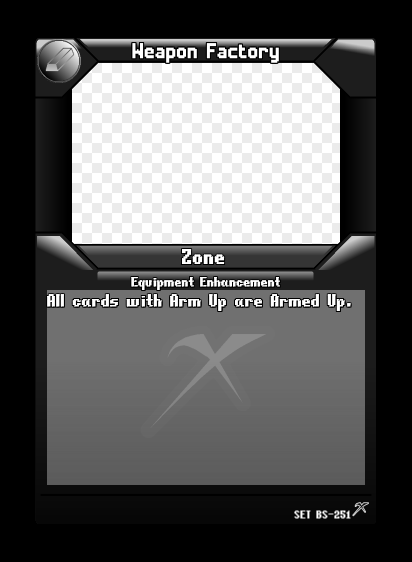 Weapon Factory
Zone
Equipment Enhancement
All cards with Arm Up are Armed Up.
SET BS-251